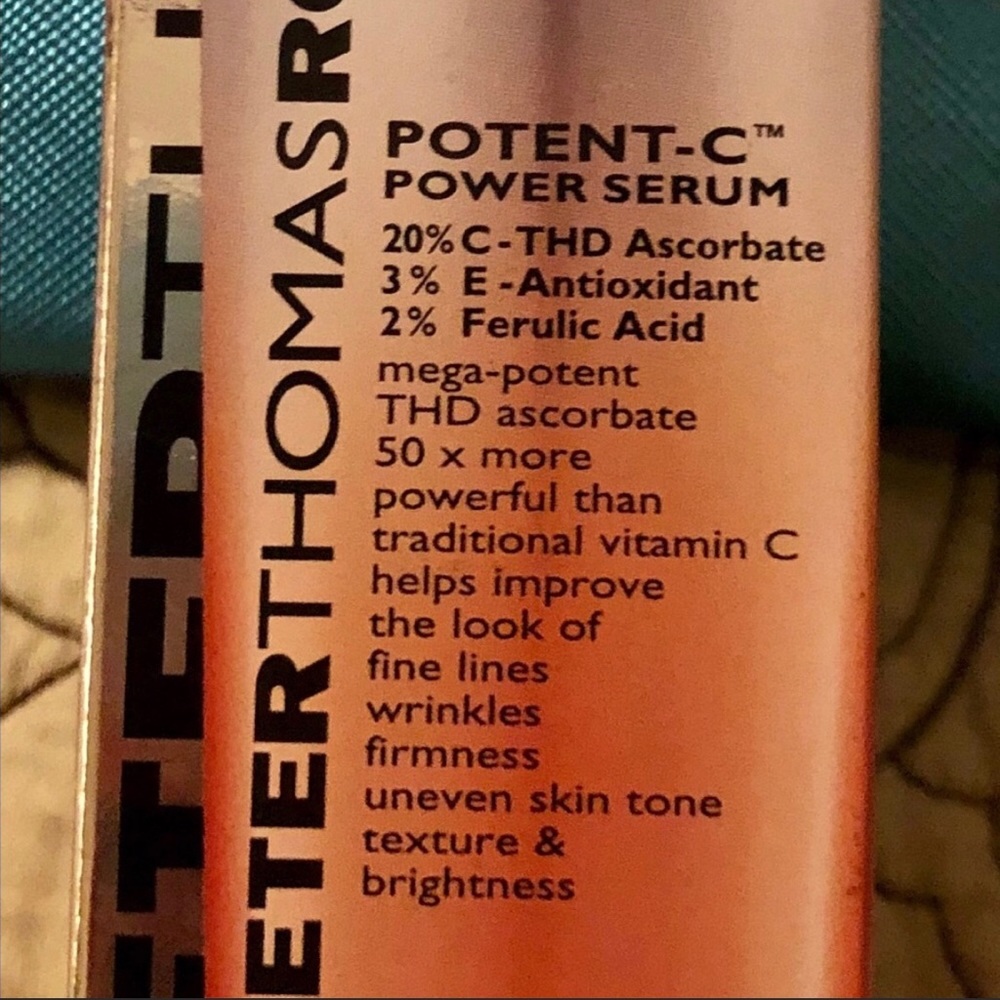 POTENT-C™
POWER SERUM
20% C-THD Ascorbate
3% E-Antioxidant
2% Ferulic Acid
mega-potent
THD ascorbate
50 x more
powerful than
traditional vitamin C
helps improve
the look of
fine lines
wrinkles
firmness
uneven skin tone
texture &
brightness
ETERTHOMASRO